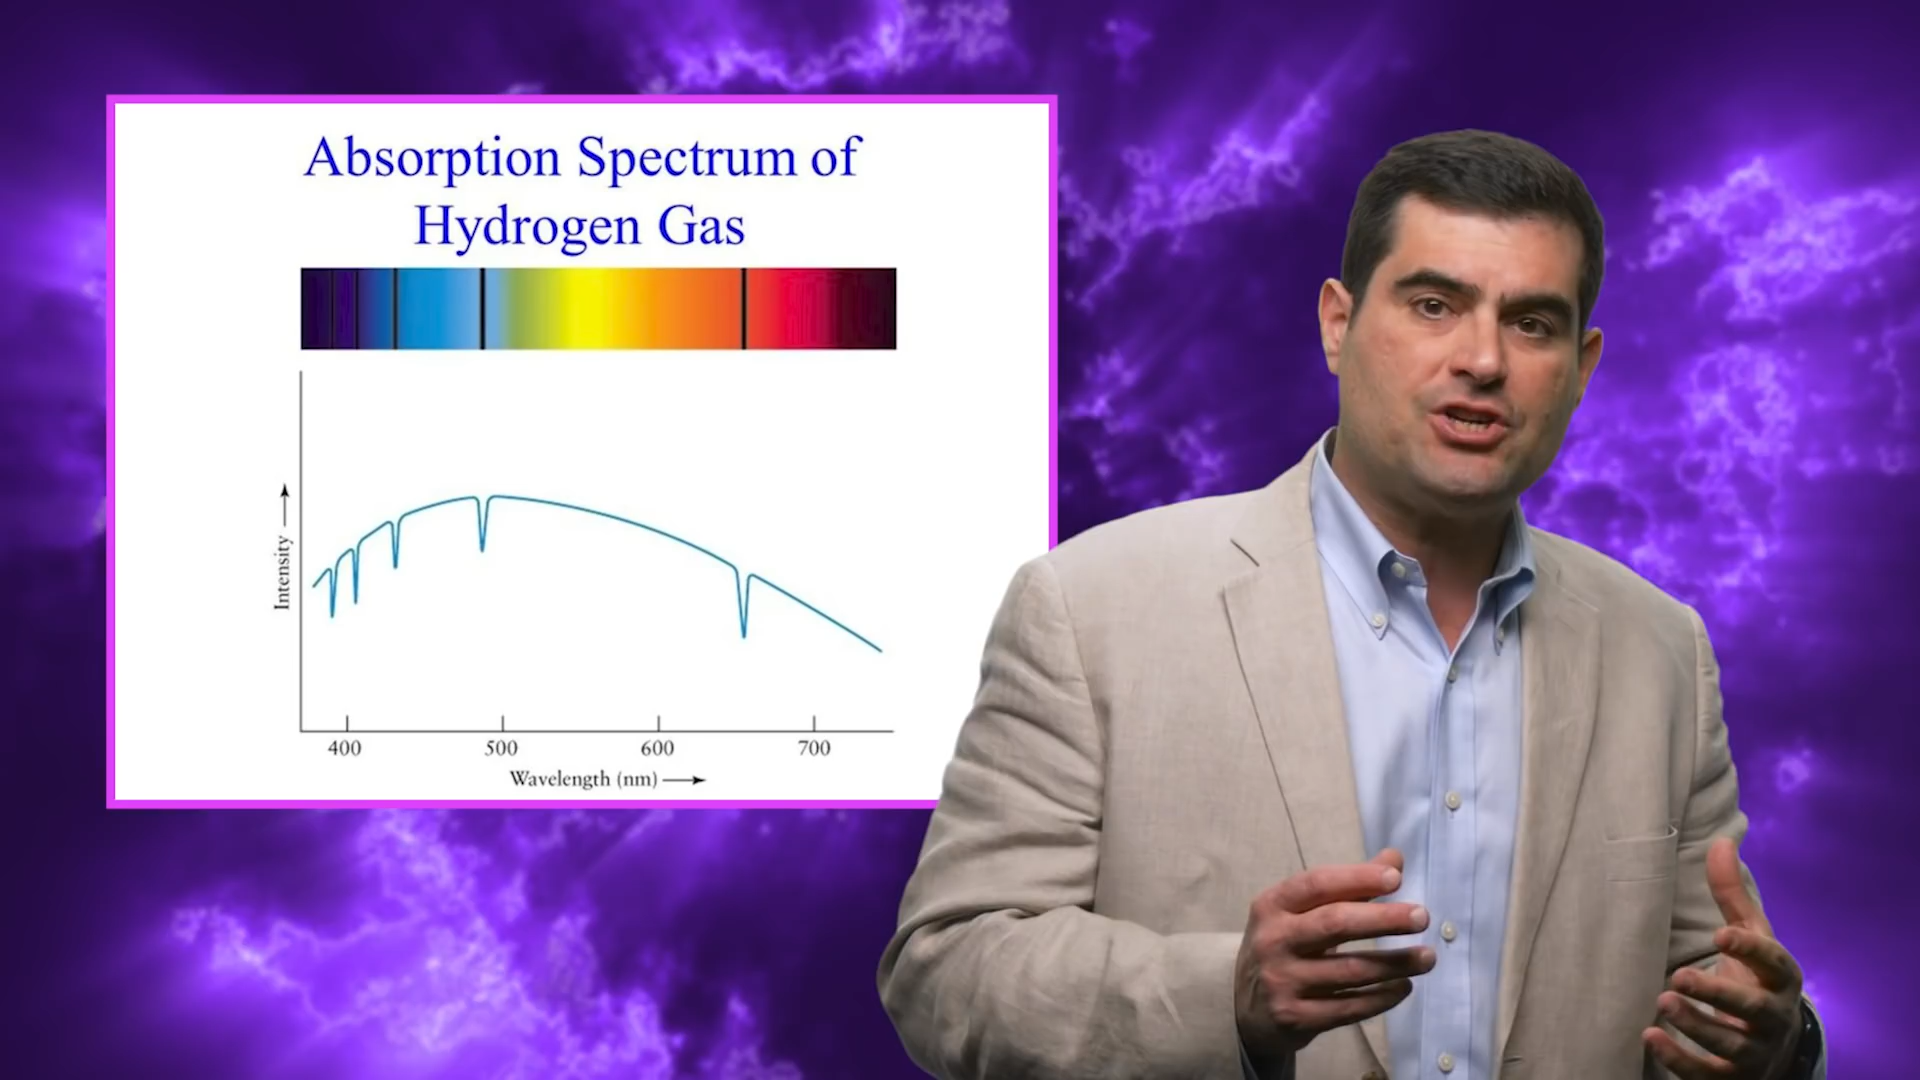 Absorption Spectrum of
Hydrogen Gas
Intensity
400 500 600 700
Wavelength (nm)